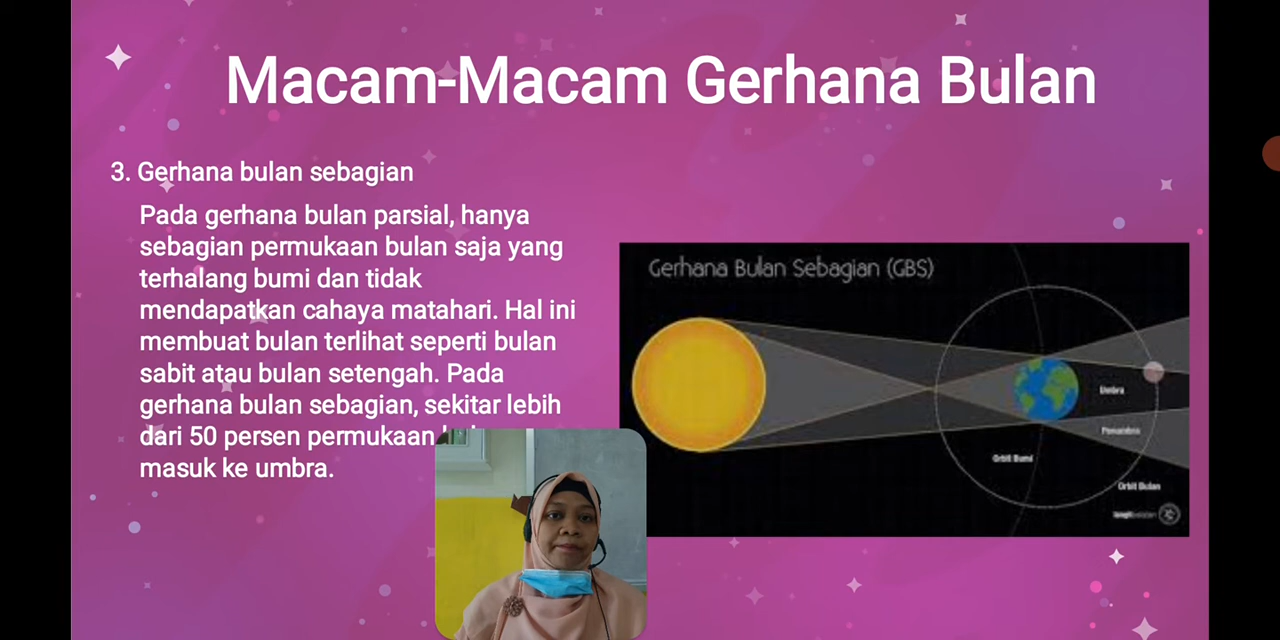 Macam-Macam Gerhana Bulan
3. Gerhana bulan sebagian
Pada gerhana bulan parsial, hanya
sebagian permukaan bulan saja yang
terhalang bumi dan tidak
mendapatkan cahaya matahari. Hal ini
membuat bulan terlihat seperti bulan
sabit atau bulan setengah. Pada
gerhana bulan sebagian, sekitar lebih
dari 50 persen permukaan
masuk ke umbra.
Gerhana Bulan Sebagian (GBS)
Umbra
Penumbra
Orbit Bumi
Orbit Bulan